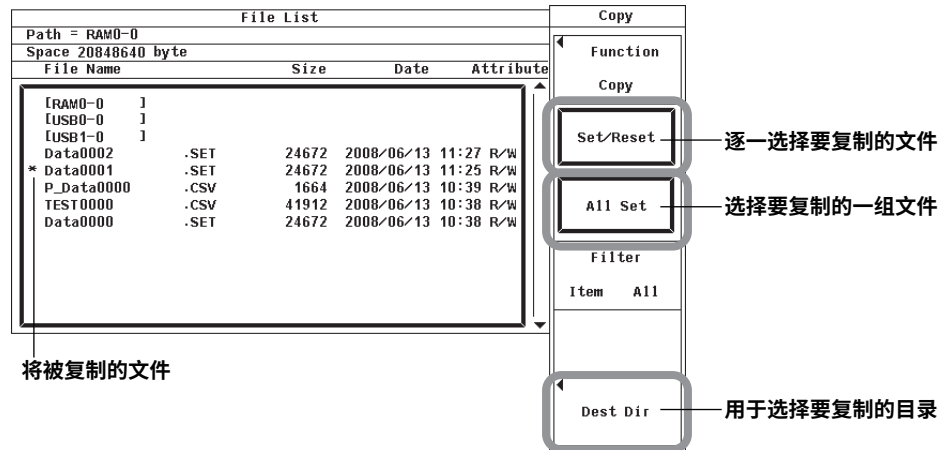 File List
Path = RAM0-0
Space 20848640 byte
File Name Size Date Attribute
[RAM0-0 ]
[USB0-0 ]
[USB1-0 ]
Data0002 .SET 24672 2008/06/13 11:27 R/W
* Data0001 .SET 24672 2008/06/13 11:25 R/W
P_Data0000 .CSV 1664 2008/06/13 10:39 R/W
TEST0000 .CSV 41912 2008/06/13 10:38 R/W
Data0000 .SET 24672 2008/06/13 10:38 R/W
将被复制的文件
Copy
Function
Copy
Set/Reset
逐一选择要复制的文件
All Set
选择要复制的一组文件
Filter
Item All
Dest Dir
用于选择要复制的目录